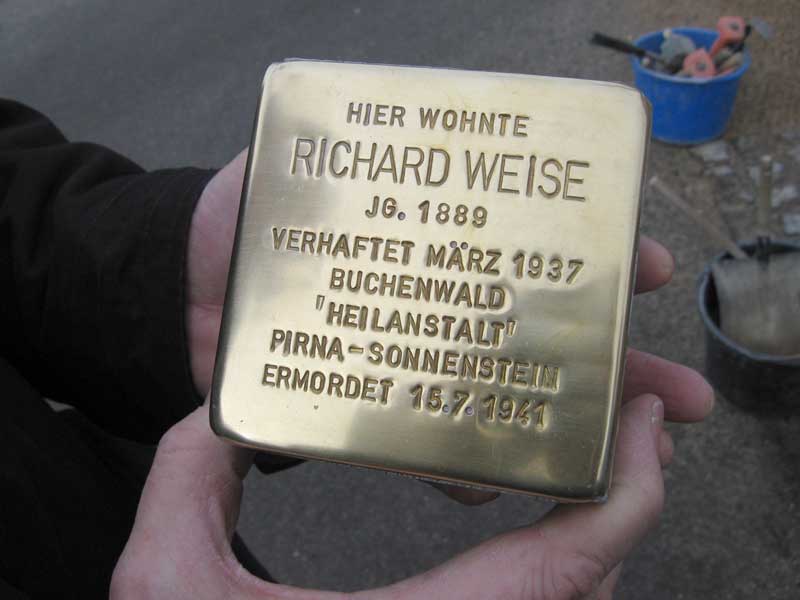 HIER WOHNTE
RICHARD WEISE
JG. 1889
VERHAFTET MÄRZ 1937
BUCHENWALD
"HEILANSTALT"
PIRNA-SONNENSTEIN
ERMORDET 15.7.1941